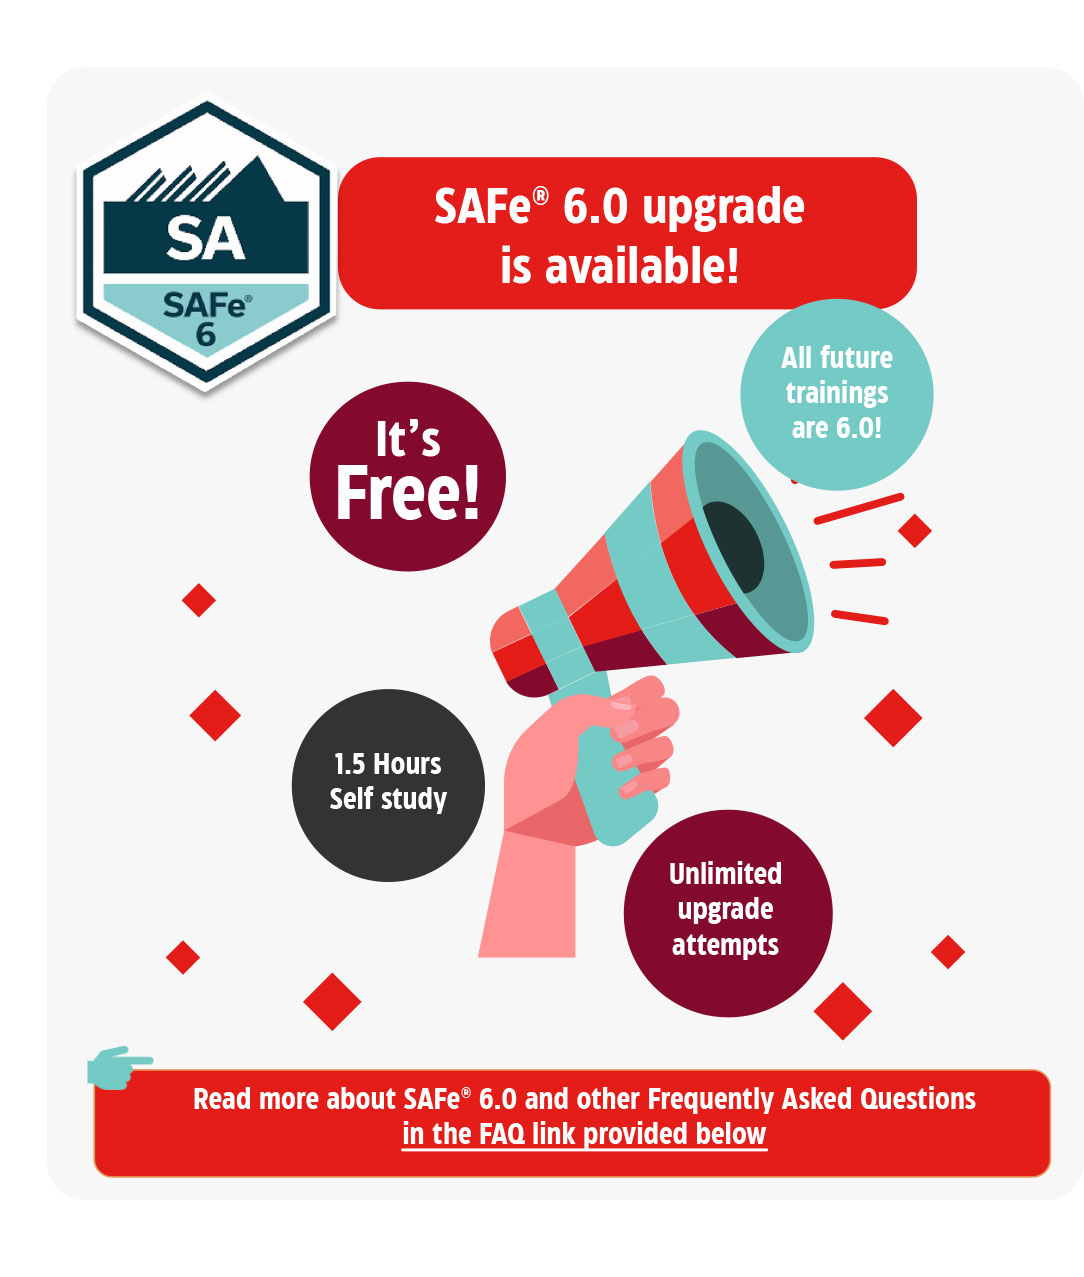 SA
SAFe®
6
SAFe® 6.0 upgrade
is available!
All future
trainings
are 6.0!
It’s
Free!
1.5 Hours
Self study
Unlimited
upgrade
attempts
Read more about SAFe® 6.0 and other Frequently Asked Questions
in the FAQ link provided below